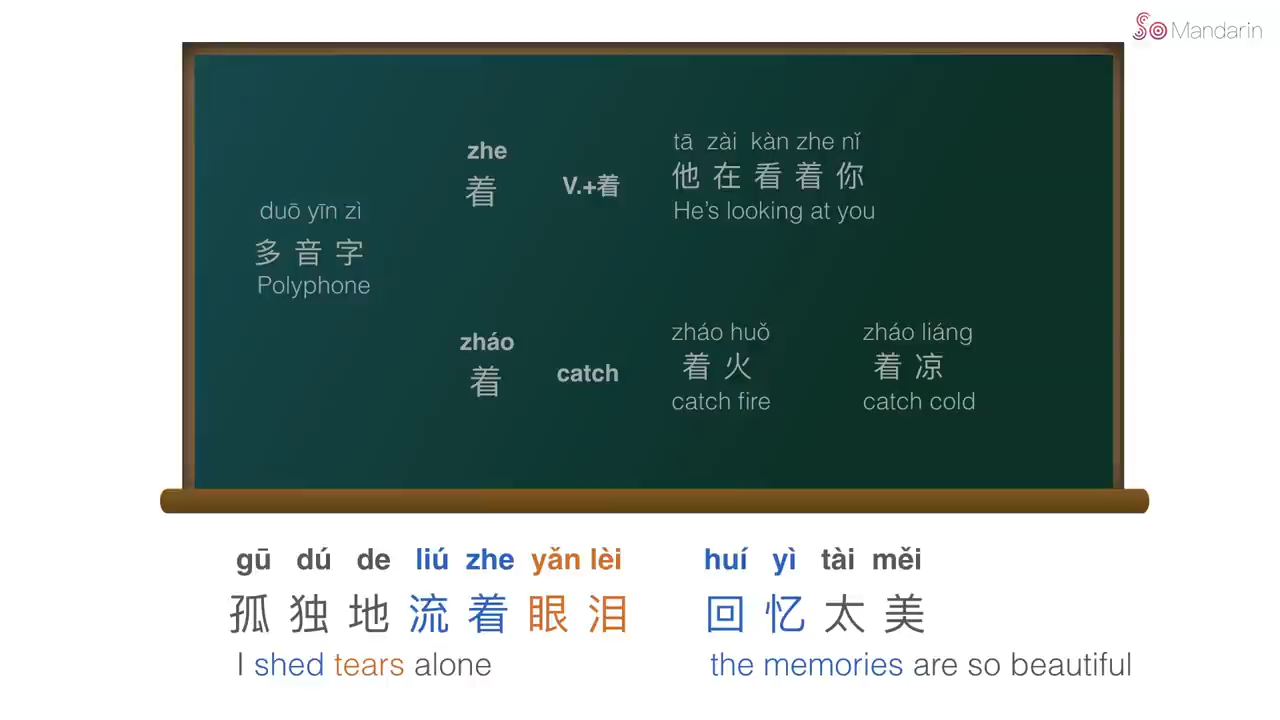 So Mandarin
duō yīn zì
多音字
Polyphone
zhe
着
V.+着
tā zài kàn zhe nǐ
他在看着你
He's looking at you
zháo
着
catch
zháo huǒ
着火
catch fire
zháo liáng
着凉
catch cold
gū dú de liú zhe yǎn lèi
孤独地流着眼泪
I shed tears alone
huí yì tài měi
回忆太美
the memories are so beautiful